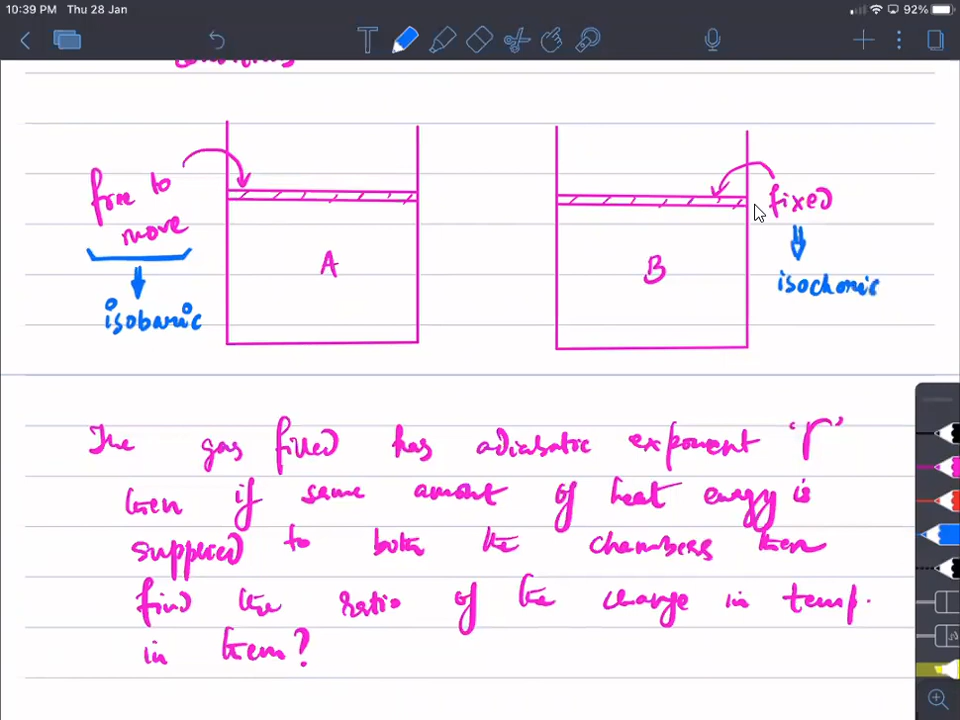 10:39 PM Thu 28 Jan
92%
T
free to
move
isobaric
A
B
fixed
isochoric
The gas filled has adiabatic exponent 'r'
then if same amount of heat energy is
supplied to both the chambers then
find the ratio of the change in temp.
in them?